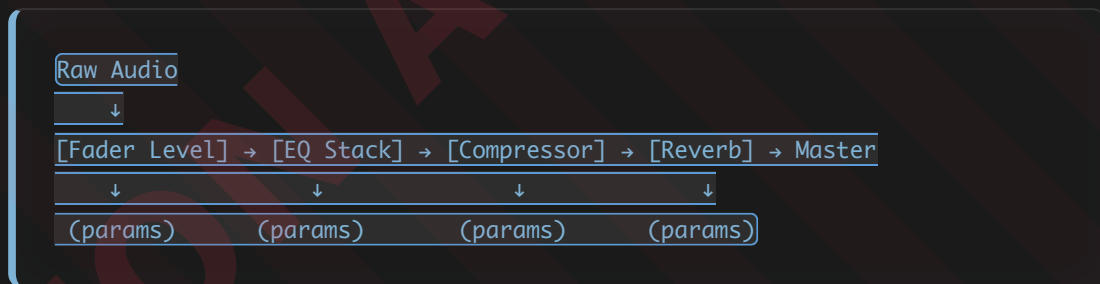 Raw Audio
↓
[Fader Level] → [EQ Stack] → [Compressor] → [Reverb] → Master
↓ ↓ ↓ ↓
(params) (params) (params) (params)